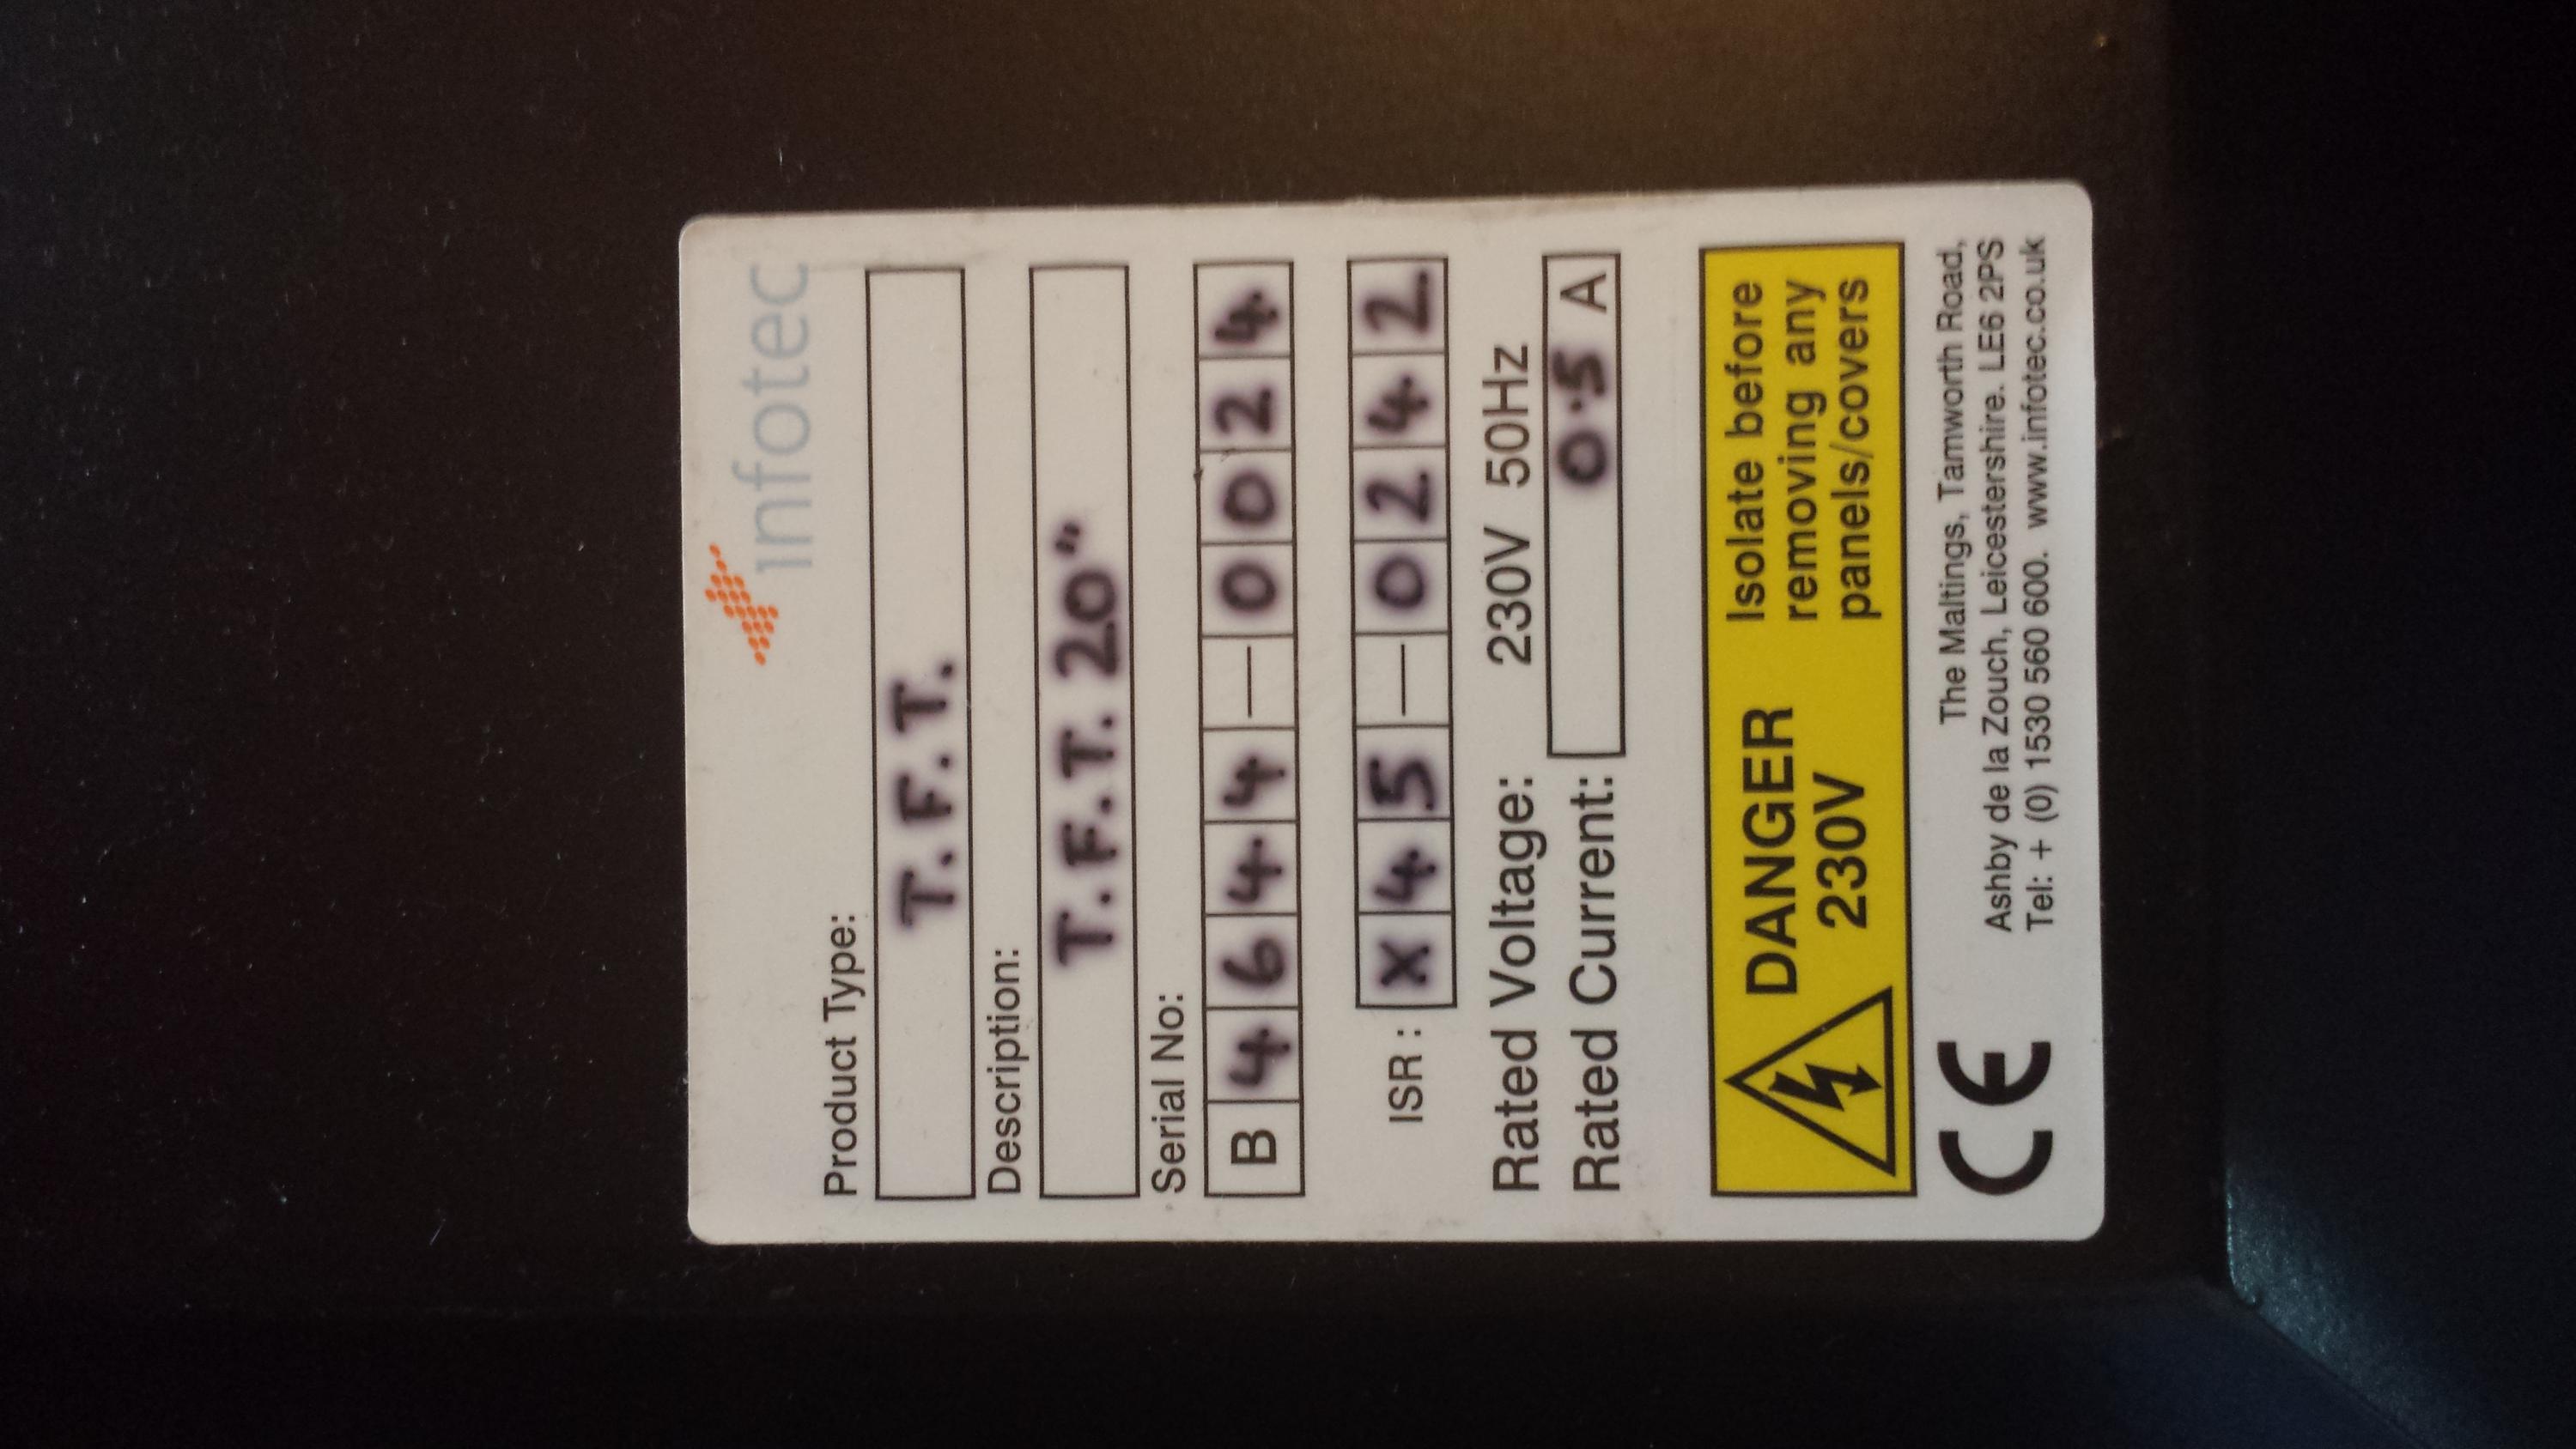 infotec
Product Type:
T.F.T.
Description:
T.F.T. 20"
Serial No:
B4644-0024
ISR: X45-0242
Rated Voltage: 230V 50Hz
Rated Current: 0.5 A
DANGER
230V
Isolate before
removing any
panels/covers
CE
The Maltings, Tamworth Road,
Ashby de la Zouch, Leicestershire. LE6 2PS
Tel: + (0) 1530 560 600. www.infotec.co.uk